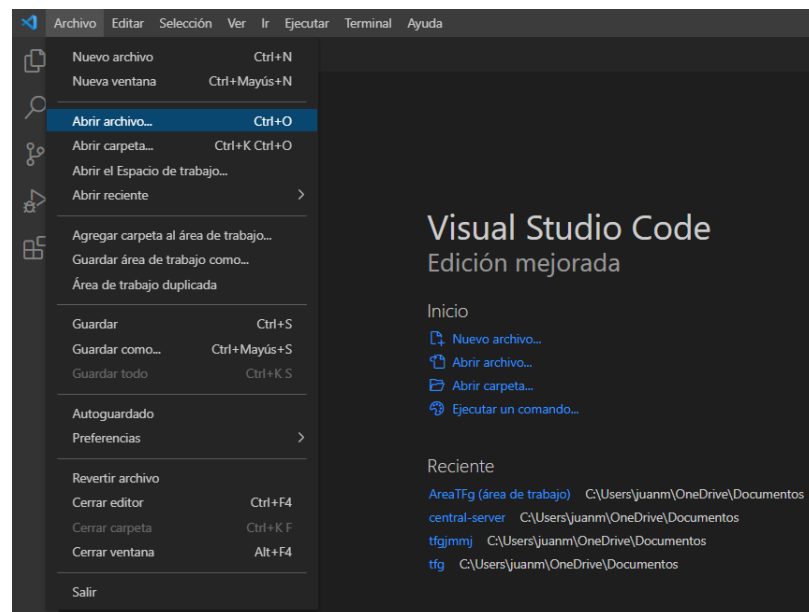 Archivo Editar Selección Ver Ir Ejecutar Terminal Ayuda
Nuevo archivo Ctrl+N
Nueva ventana Ctrl+Mayús+N
Abrir archivo... Ctrl+O
Abrir carpeta... Ctrl+K Ctrl+O
Abrir el Espacio de trabajo...
Abrir reciente
Agregar carpeta al área de trabajo...
Guardar área de trabajo como...
Área de trabajo duplicada
Guardar Ctrl+S
Guardar como... Ctrl+Mayús+S
Guardar todo Ctrl+K S
Autoguardado
Preferencias
Revertir archivo
Cerrar editor Ctrl+F4
Cerrar carpeta Ctrl+K F
Cerrar ventana Alt+F4
Salir
Visual Studio Code
Edición mejorada
Inicio
Nuevo archivo...
Abrir archivo...
Abrir carpeta...
Ejecutar un comando...
Reciente
AreaTFg (área de trabajo) C:\Users\juanm\OneDrive\Documentos
central-server C:\Users\juanm\OneDrive\Documentos
tfgjmmj C:\Users\juanm\OneDrive\Documentos
tfg C:\Users\juanm\OneDrive\Documentos